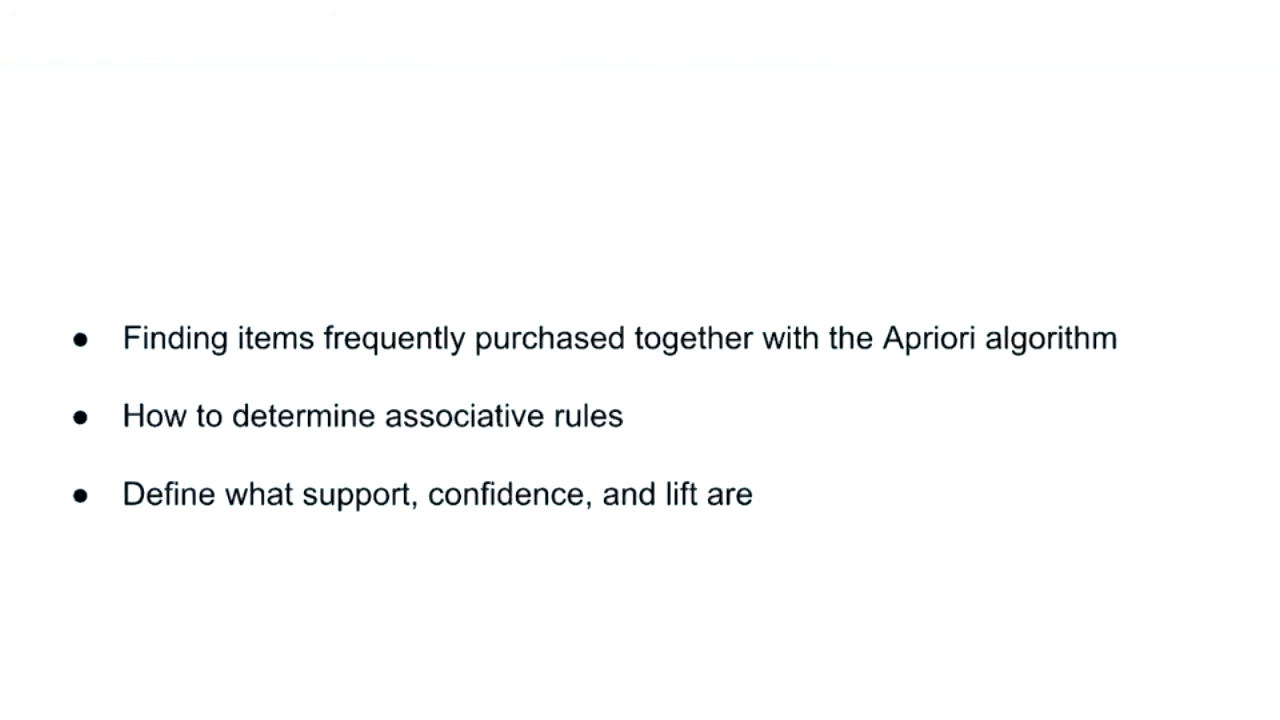 ● Finding items frequently purchased together with the Apriori algorithm
● How to determine associative rules
● Define what support, confidence, and lift are